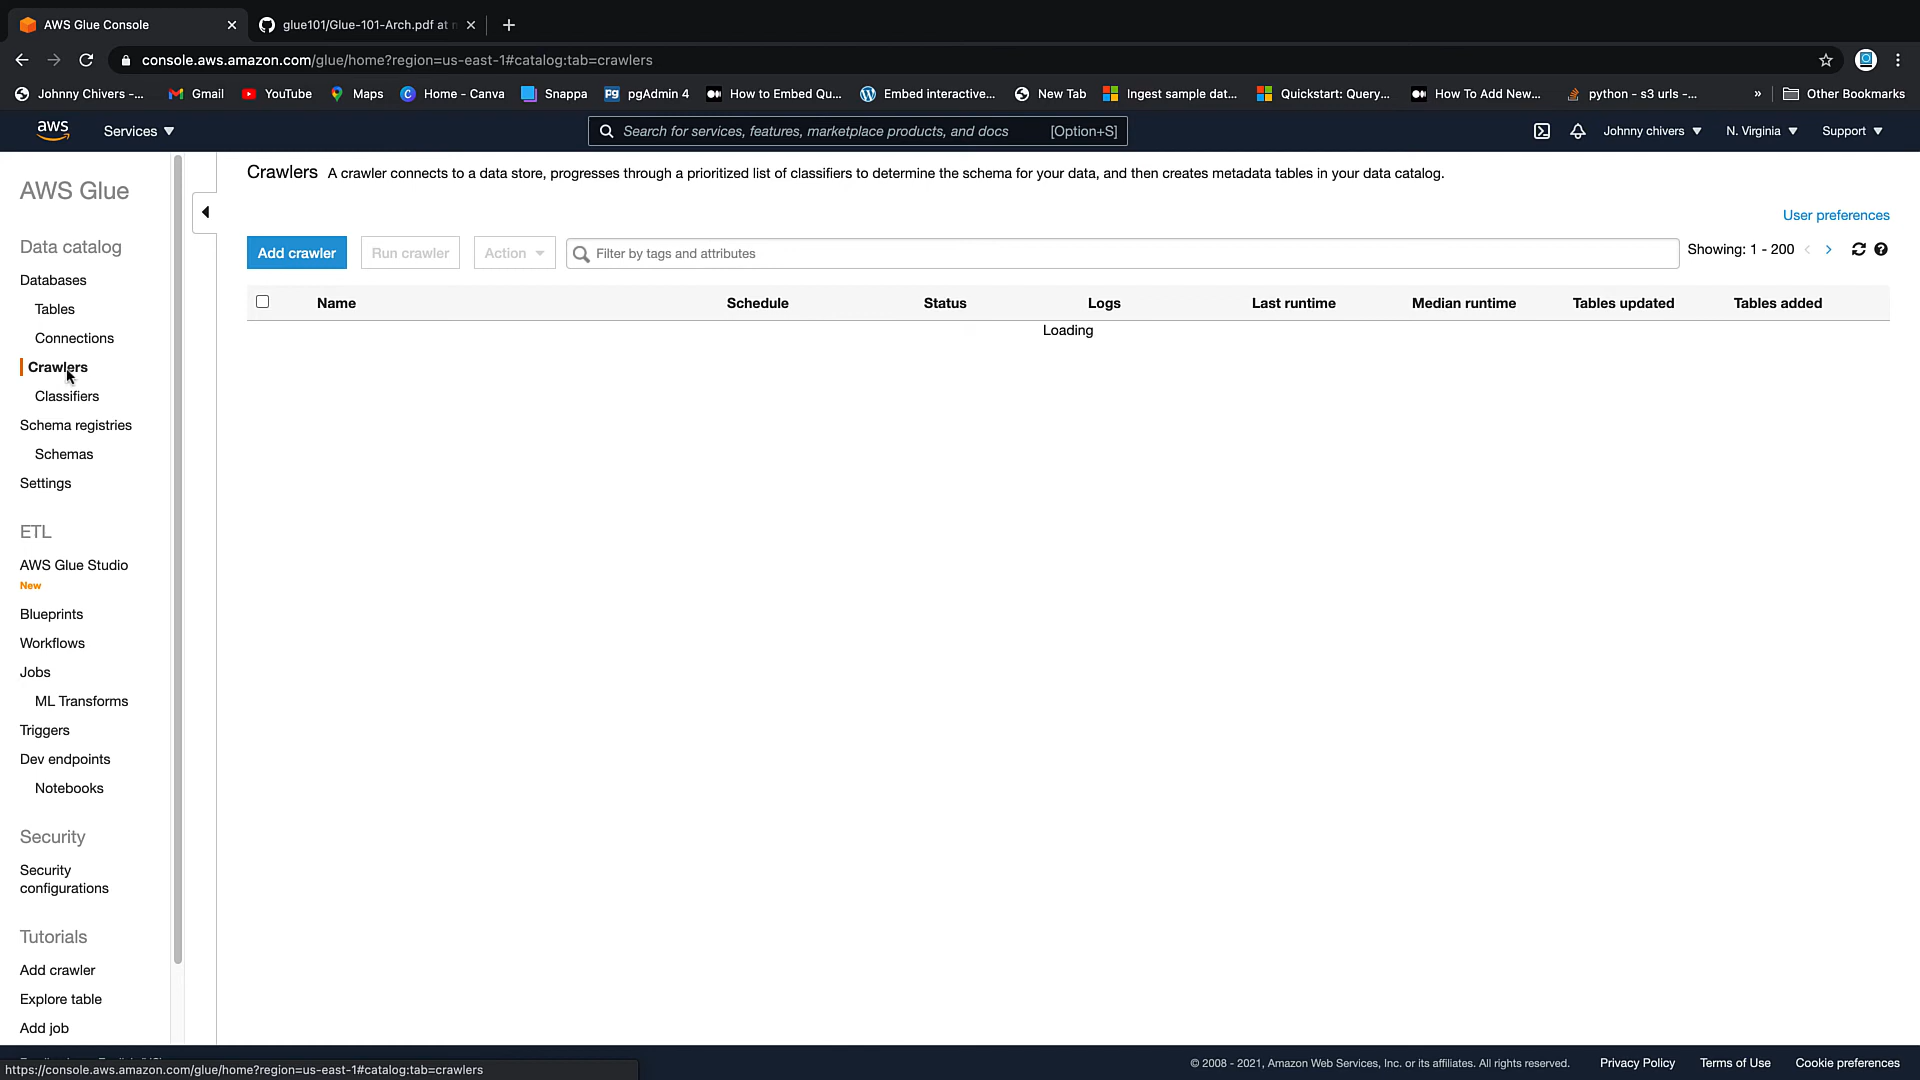 AWS Glue Console
glue101/Glue-101-Arch.pdf at
console.aws.amazon.com/glue/home?region=us-east-1#catalog:tab=crawlers
Johnny Chivers -...
Gmail
YouTube
Maps
Home - Canva
Snappa
pgAdmin 4
How to Embed Qu...
Embed interactive...
New Tab
Ingest sample dat...
Quickstart: Query...
How To Add New...
python - s3 urls -...
»
Other Bookmarks
aws
Services
Search for services, features, marketplace products, and docs
[Option+S]
Johnny chivers
N. Virginia
Support
AWS Glue
Data catalog
Databases
Tables
Connections
Crawlers
Classifiers
Schema registries
Schemas
Settings
ETL
AWS Glue Studio
New
Blueprints
Workflows
Jobs
ML Transforms
Triggers
Dev endpoints
Notebooks
Security
Security
configurations
Tutorials
Add crawler
Explore table
Add job
Crawlers A crawler connects to a data store, progresses through a prioritized list of classifiers to determine the schema for your data, and then creates metadata tables in your data catalog.
User preferences
Add crawler
Run crawler
Action
Filter by tags and attributes
Showing: 1 - 200
Name
Schedule
Status
Logs
Last runtime
Median runtime
Tables updated
Tables added
Loading
https://console.aws.amazon.com/glue/home?region=us-east-1#catalog:tab=crawlers
© 2008 - 2021, Amazon Web Services, Inc. or its affiliates. All rights reserved.
Privacy Policy
Terms of Use
Cookie preferences